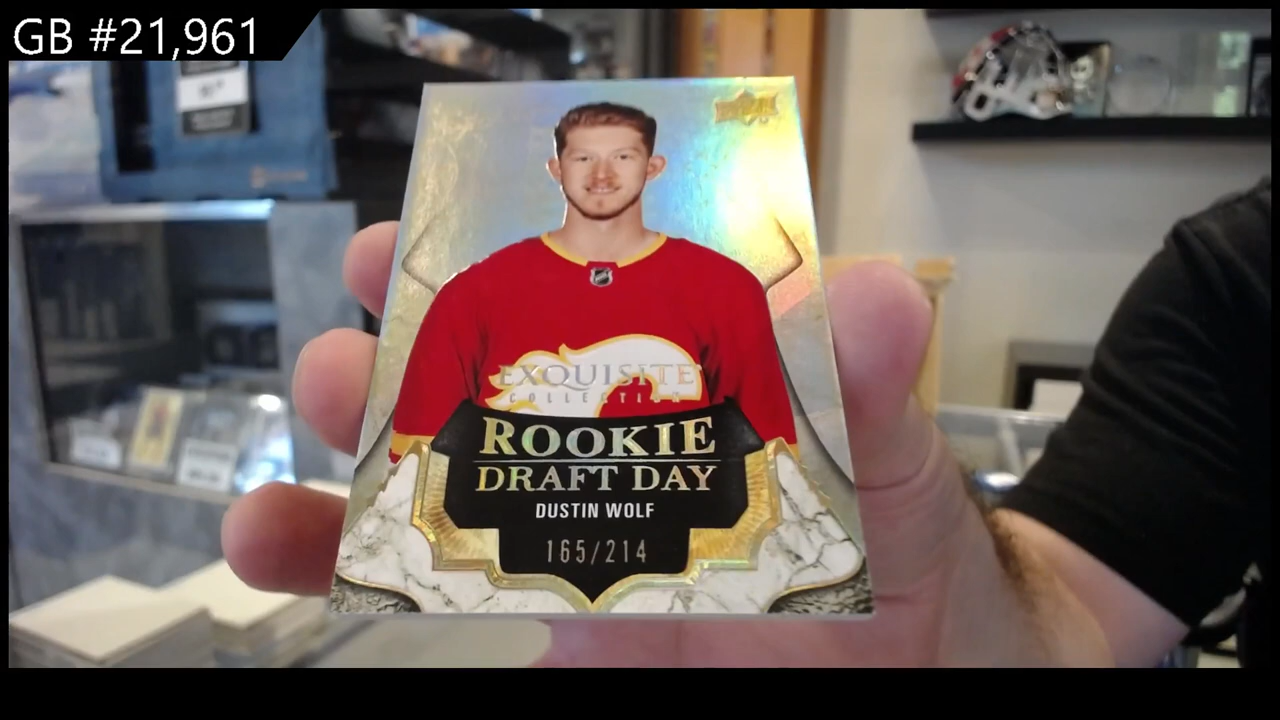 GB #21,961
EXQUISITE
COLLECTION
ROOKIE
DRAFT DAY
DUSTIN WOLF
165/214